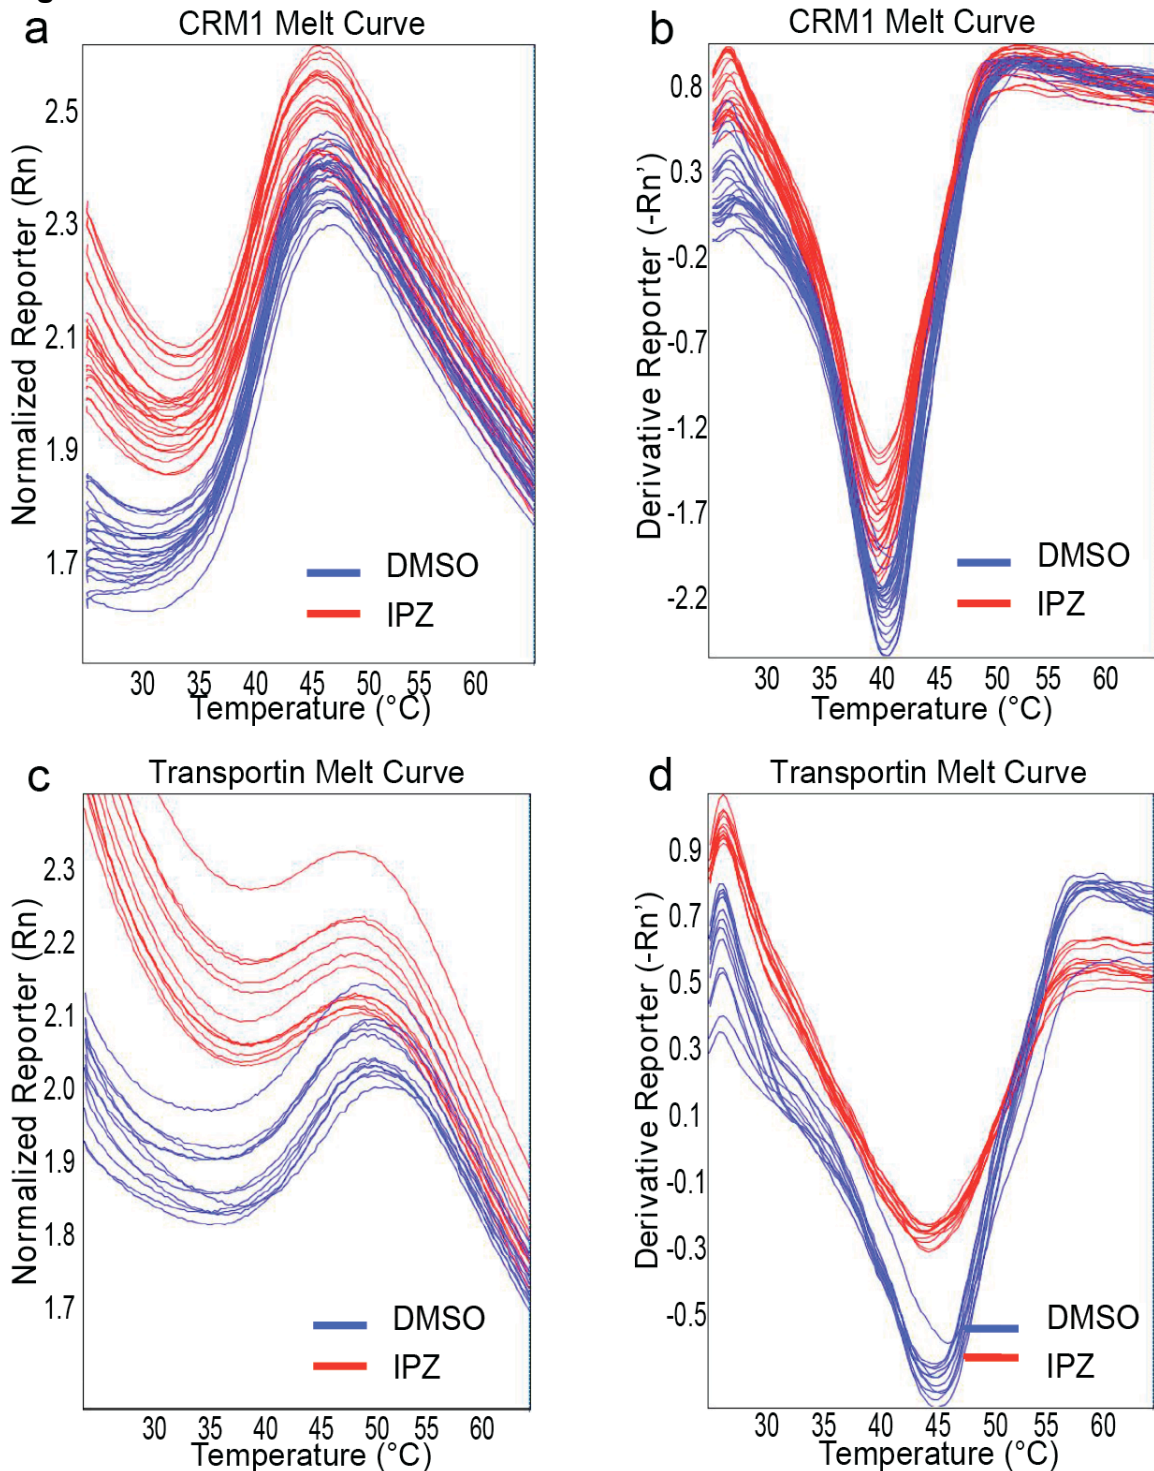 a
CRM1 Melt Curve
Normalized Reporter (Rn)
2.5
2.3
2.1
1.9
1.7
DMSO
IPZ
30 35 40 45 50 55 60
Temperature (°C)
b
CRM1 Melt Curve
Derivative Reporter (-Rn')
0.8
0.3
-0.2
-0.7
-1.2
-1.7
-2.2
DMSO
IPZ
30 35 40 45 50 55 60
Temperature (°C)
c
Transportin Melt Curve
Normalized Reporter (Rn)
2.3
2.2
2.1
2.0
1.9
1.8
1.7
DMSO
IPZ
30 35 40 45 50 55 60
Temperature (°C)
d
Transportin Melt Curve
Derivative Reporter (-Rn')
0.9
0.7
0.5
0.3
0.1
-0.1
-0.3
-0.5
DMSO
IPZ
30 35 40 45 50 55 60
Temperature (°C)